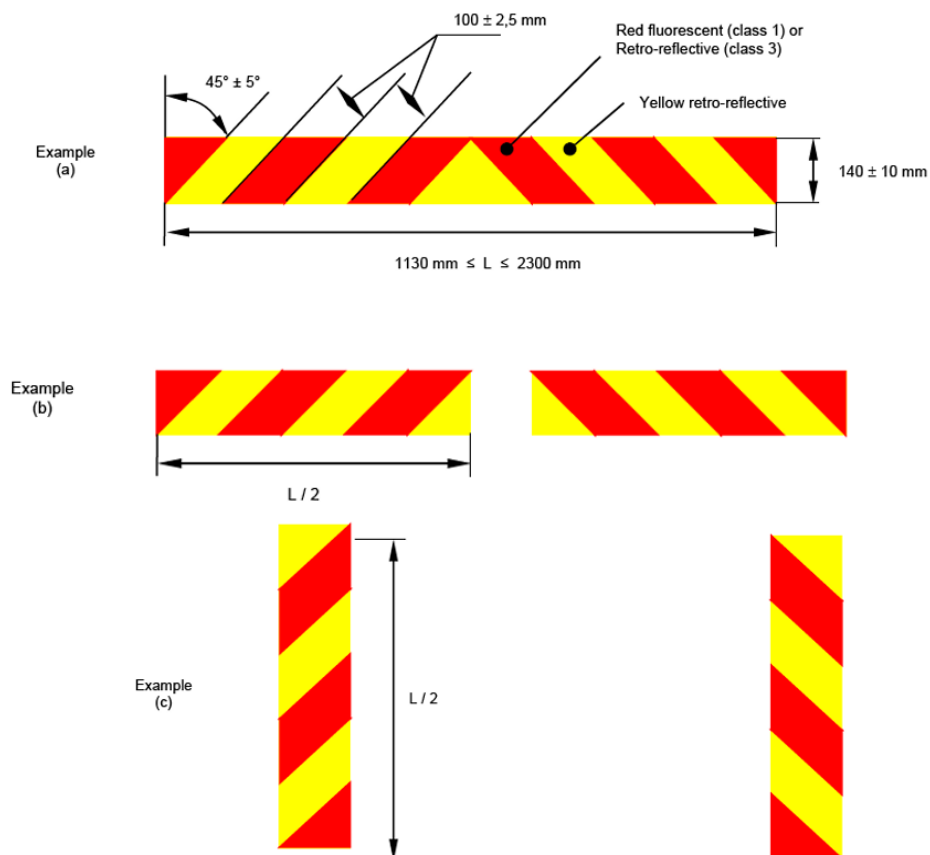 100 ± 2,5 mm
Red fluorescent (class 1) or
Retro-reflective (class 3)
45° ± 5°
Yellow retro-reflective
Example
(a)
140 ± 10 mm
1130 mm ≤ L ≤ 2300 mm
Example
(b)
L / 2
Example
(c)
L / 2